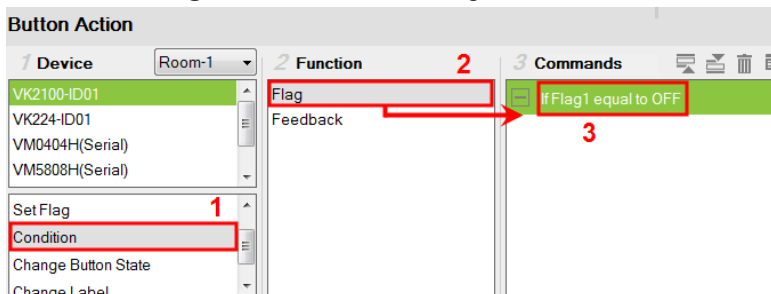 Button Action
1 Device
Room-1
2 Function
2
3 Commands
VK2100-ID01
VK224-ID01
VM0404H(Serial)
VM5808H(Serial)
Set Flag
1
Condition
Change Button State
Change Label
Flag
Feedback
If Flag1 equal to OFF
3